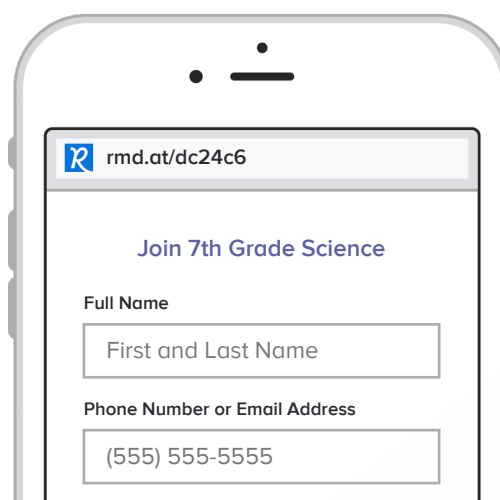 R rmd.at/dc24c6
Join 7th Grade Science
Full Name
First and Last Name
Phone Number or Email Address
(555) 555-5555